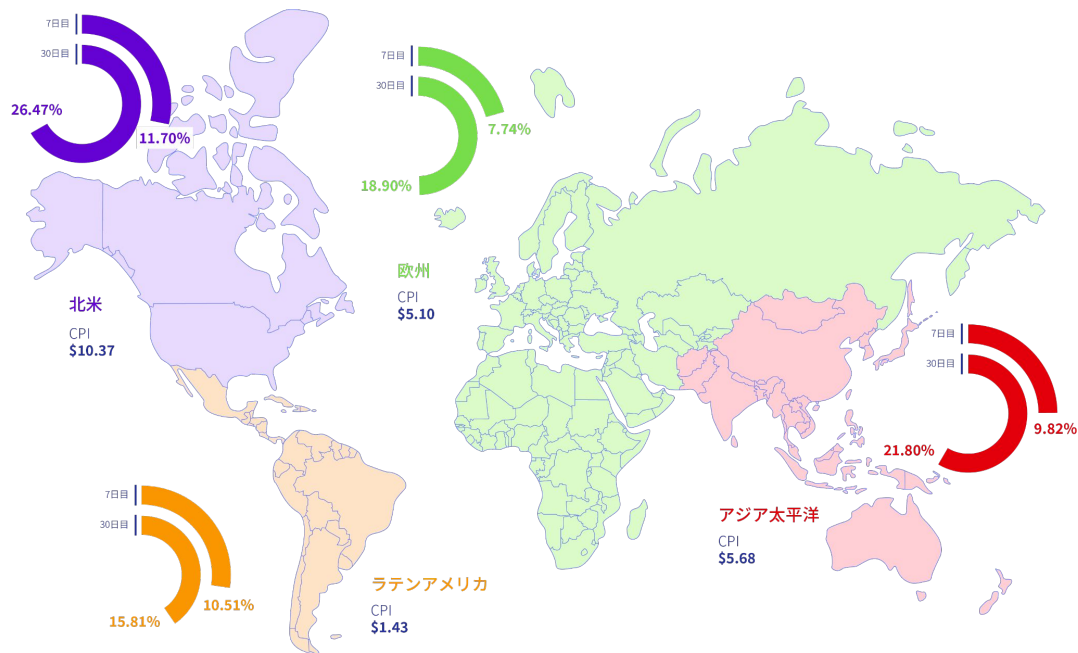 7日目
30日目
26.47%
11.70%
北米
CPI
$10.37
7日目
30日目
7.74%
18.90%
欧州
CPI
$5.10
7日目
30日目
9.82%
21.80%
アジア太平洋
CPI
$5.68
7日目
30日目
10.51%
15.81%
ラテンアメリカ
CPI
$1.43